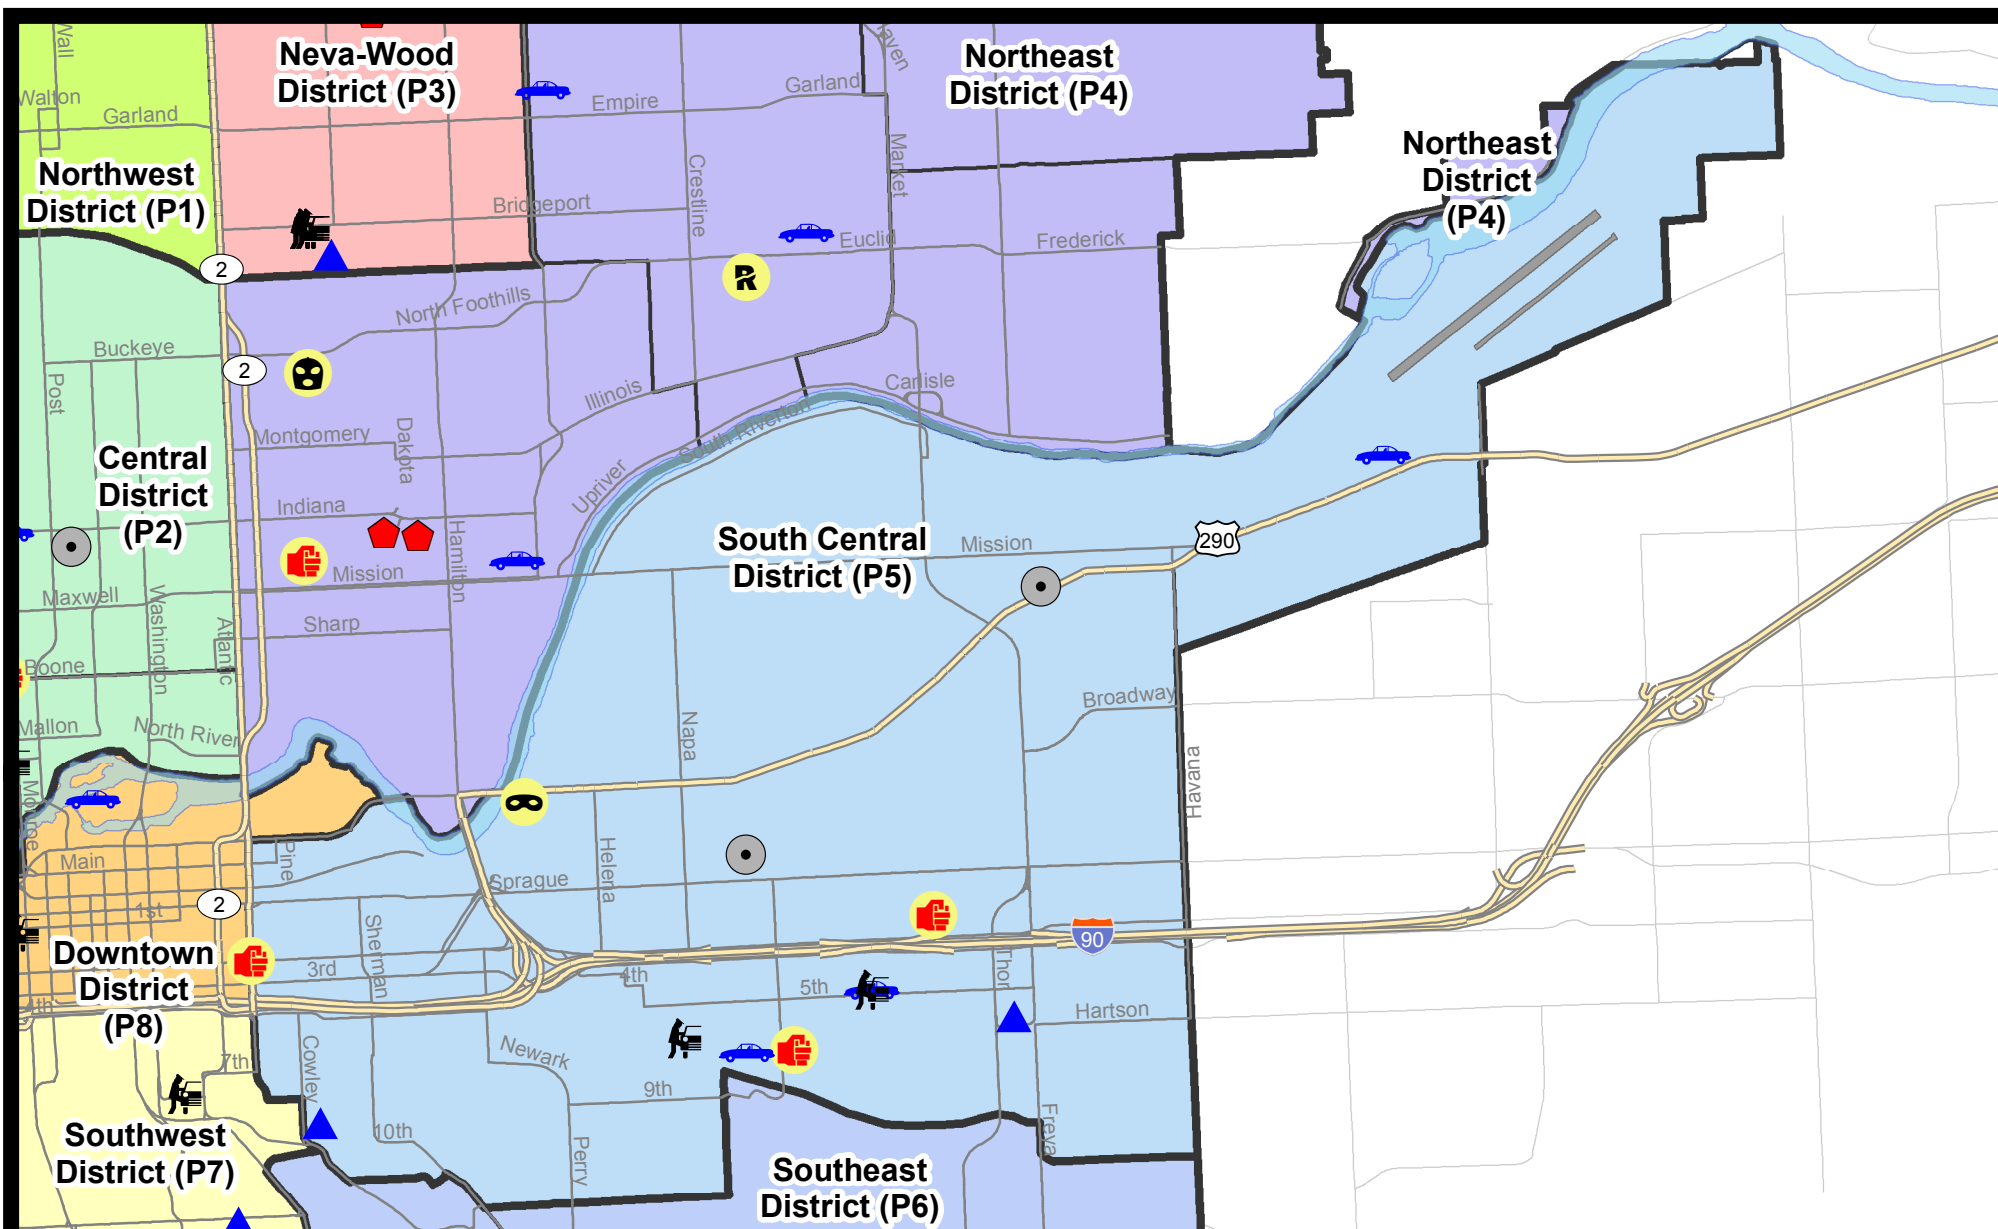 Wall
Neva-Wood
District (P3)
Northeast
District (P4)
Walton
Garland
Empire
Garland
Market
Crestline
Northeast
District
(P4)
Northwest
District (P1)
Bridgeport
Euclid
Frederick
2
North Foothills
Buckeye
2
Post
Illinois
Carlisle
South Riverton
Montgomery
Dakota
Central
District
(P2)
Upriver
Indiana
Hamilton
South Central
District (P5)
Mission
290
Mission
Maxwell
Washington
Atlantic
Sharp
Boone
Broadway
Mallon
North River
Napa
Havana
Monroe
Main
Pine
Helena
Sprague
1st
2
Sherman
90
Downtown
District
(P8)
3rd
4th
5th
Thor
Hartson
7th
Cowley
Newark
9th
10th
Perry
Freya
Southwest
District (P7)
Southeast
District (P6)